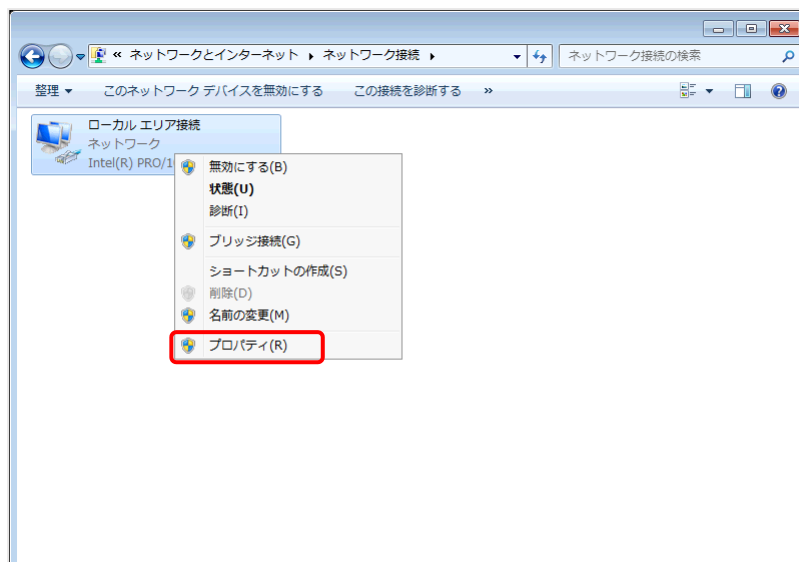 « ネットワークとインターネット ▸ ネットワーク接続 ▸ ネットワーク接続の検索
整理 ▼ このネットワーク デバイスを無効にする この接続を診断する »
ローカル エリア接続
ネットワーク
Intel(R) PRO/1
無効にする(B)
状態(U)
診断(I)
ブリッジ接続(G)
ショートカットの作成(S)
削除(D)
名前の変更(M)
プロパティ(R)